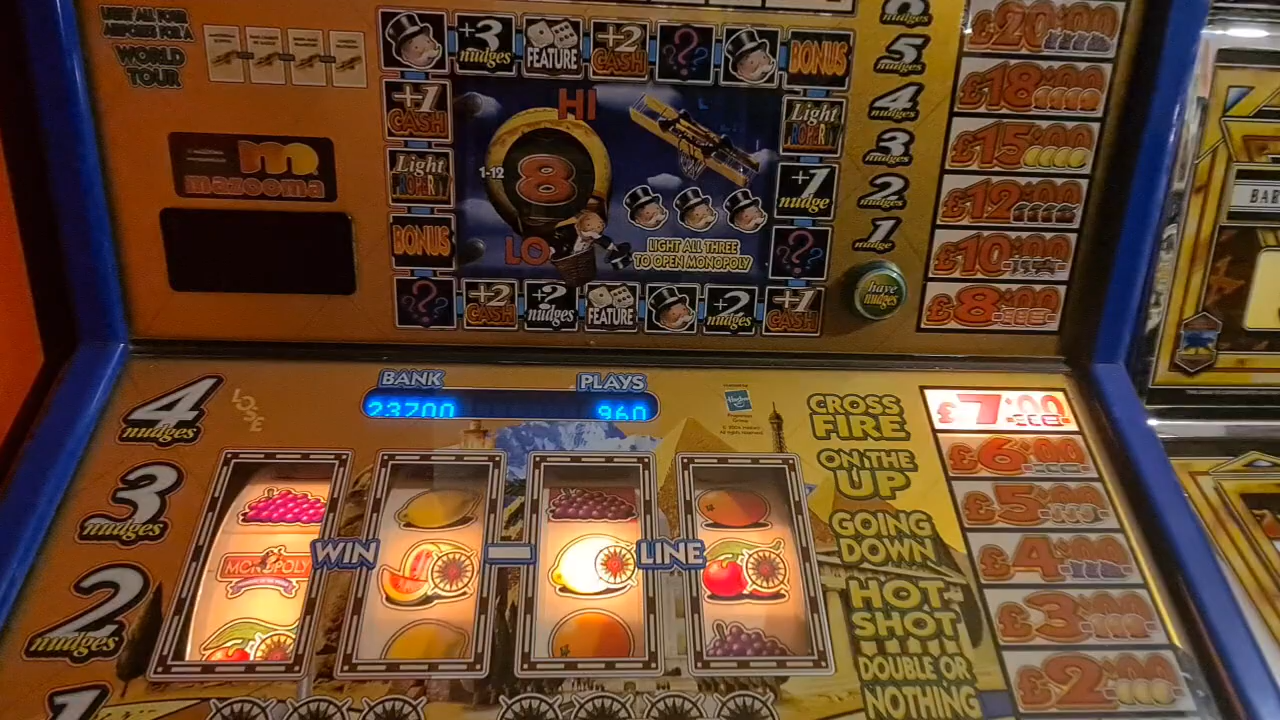 WORLD
TOUR
+3
nudges
FEATURE
+2
CASH
?
BONUS
+1
CASH
Light
PROPERTY
BONUS
?
+2
CASH
+2
nudges
FEATURE
+2
nudges
+1
CASH
?
+1
nudge
Light
PROPERTY
HI
1-12
8
LO
LIGHT ALL THREE
TO OPEN MONOPOLY
m
mazooma
nudges
5
nudges
4
nudges
3
nudges
2
nudges
1
nudge
have
nudges
£20.00
£18.00
£15.00
£12.00
£10.00
£8.00
BANK
PLAYS
23700
960
4
nudges
3
nudges
2
nudges
1
LOSE
Hasbro
WIN
LINE
MONOPOLY
CROSS
FIRE
ON THE
UP
GOING
DOWN
HOT
SHOT
DOUBLE OR
NOTHING
£7.00
£6.00
£5.00
£4.00
£3.00
£2.00